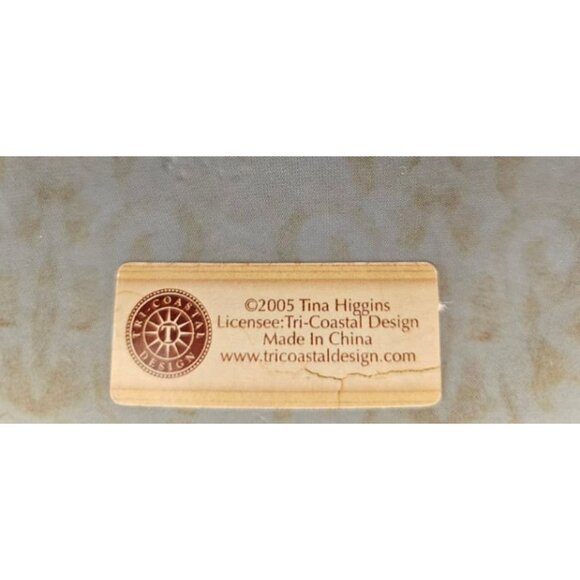 TRI-COASTAL
DESIGN
T
©2005 Tina Higgins
Licensee:Tri-Coastal Design
Made In China
www.tricoastaldesign.com